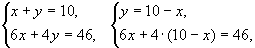 x + y = 10,
6x + 4y = 46,
y = 10 − x,
6x + 4 · (10 − x) = 46,